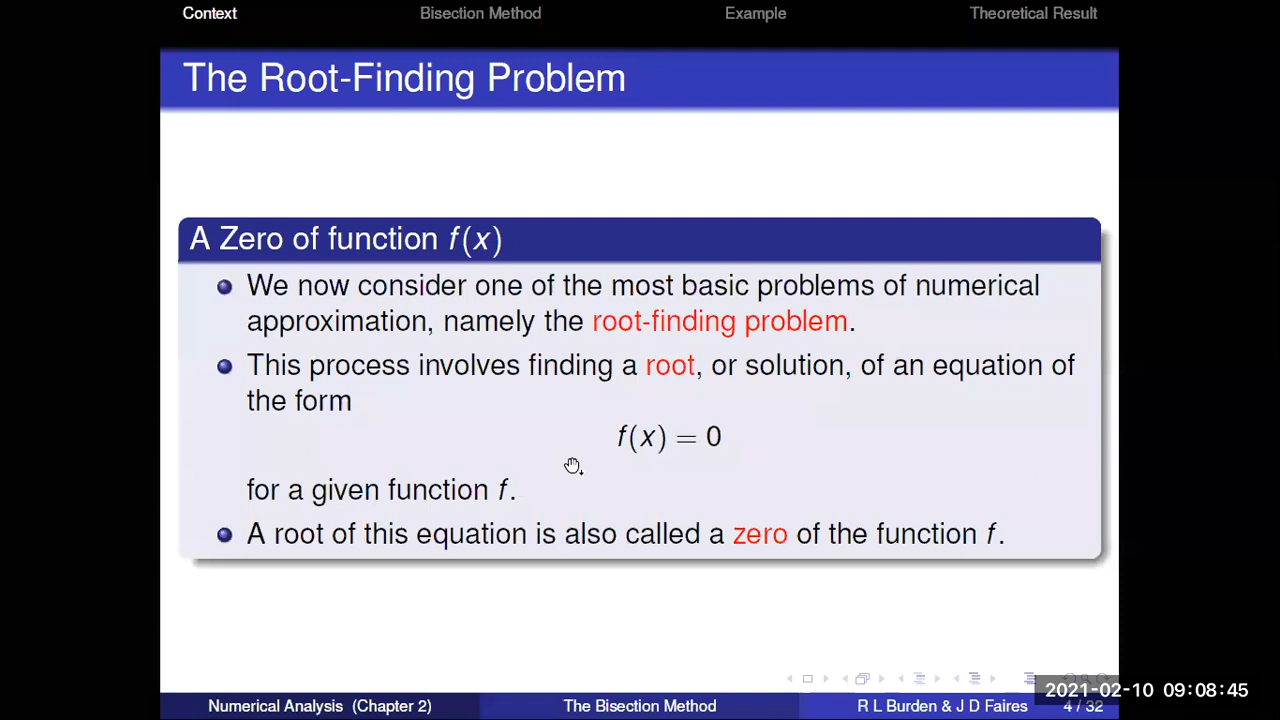 Context Bisection Method Example Theoretical Result
The Root-Finding Problem
A Zero of function f(x)
We now consider one of the most basic problems of numerical
approximation, namely the root-finding problem.
This process involves finding a root, or solution, of an equation of
the form
f(x) = 0
for a given function f.
A root of this equation is also called a zero of the function f.
2021-02-10 09:08:45
Numerical Analysis (Chapter 2) The Bisection Method R L Burden & J D Faires 4 / 32